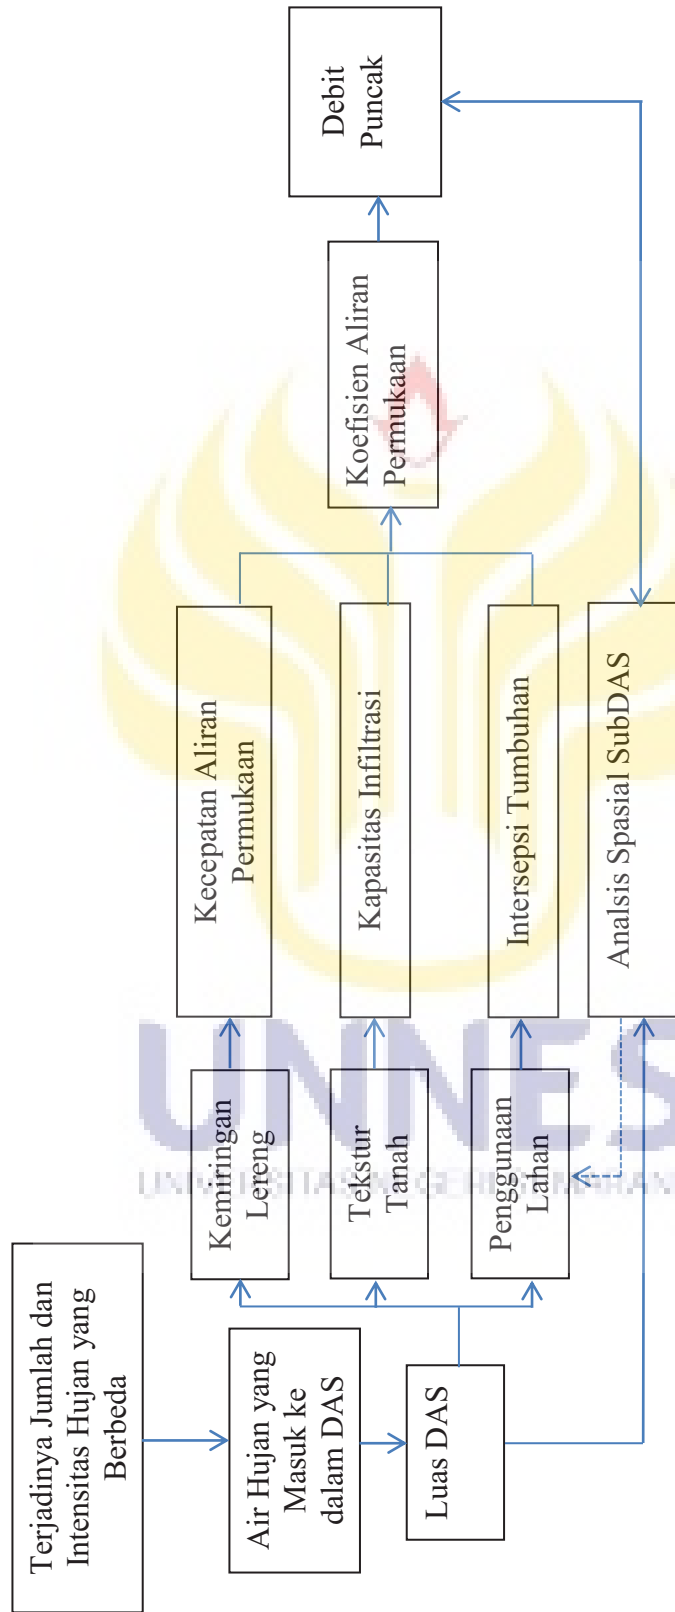 Terjadinya Jumlah dan
Intensitas Hujan yang
Berbeda
Air Hujan yang
Masuk ke
dalam DAS
Luas DAS
Kemiringan
Lereng
Tekstur
Tanah
Penggunaan
Lahan
Kecepatan Aliran
Permukaan
Kapasitas Infiltrasi
Intersepsi Tumbuhan
Analsis Spasial SubDAS
Koefisien Aliran
Permukaan
Debit
Puncak
UNNES